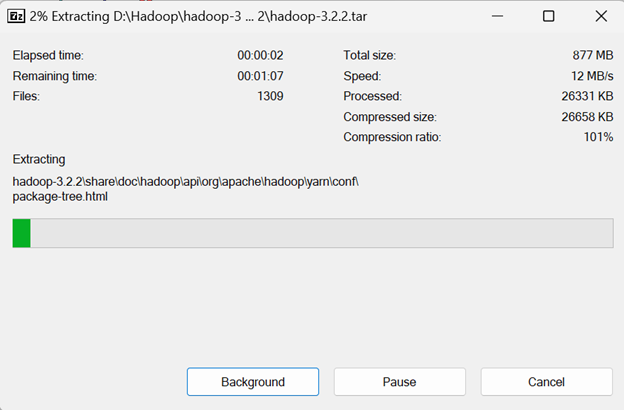 7z 2% Extracting D:\Hadoop\hadoop-3 ... 2\hadoop-3.2.2.tar
Elapsed time: 00:00:02 Total size: 877 MB
Remaining time: 00:01:07 Speed: 12 MB/s
Files: 1309 Processed: 26331 KB
Compressed size: 26658 KB
Compression ratio: 101%
Extracting
hadoop-3.2.2\share\doc\hadoop\api\org\apache\hadoop\yarn\conf\
package-tree.html
Background Pause Cancel